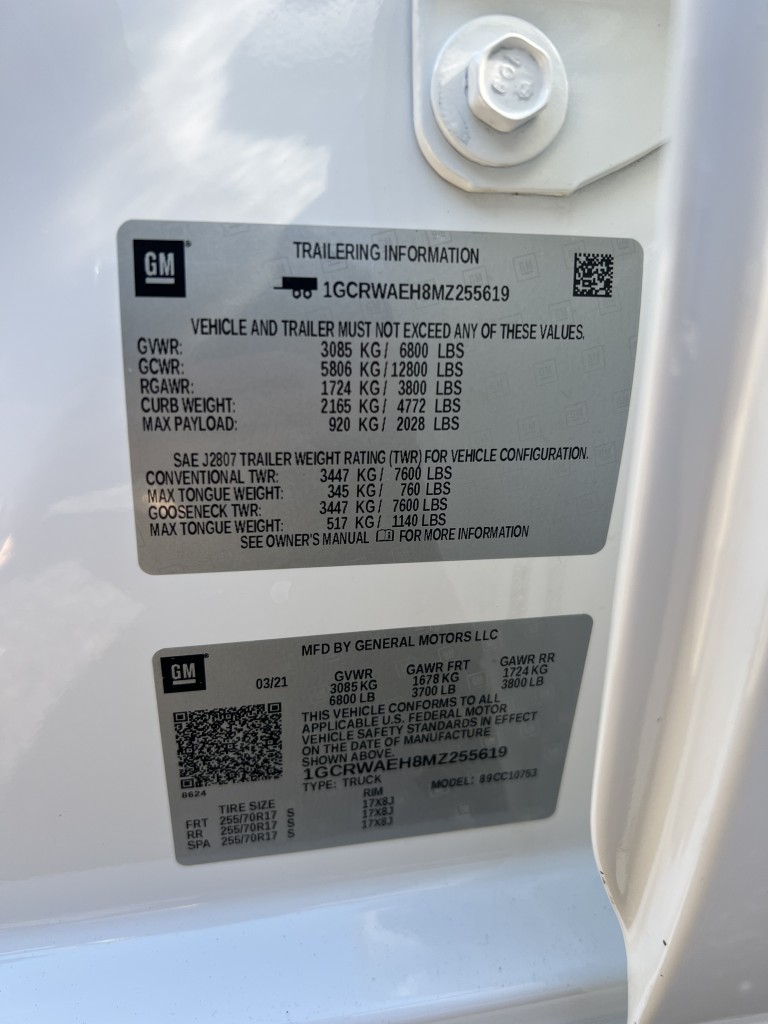 GM
TRAILERING INFORMATION
1GCRWAEH8MZ255619
VEHICLE AND TRAILER MUST NOT EXCEED ANY OF THESE VALUES.
GVWR: 3085 KG / 6800 LBS
GCWR: 5806 KG / 12800 LBS
RGAWR: 1724 KG / 3800 LBS
CURB WEIGHT: 2165 KG / 4772 LBS
MAX PAYLOAD: 920 KG / 2028 LBS
SAE J2807 TRAILER WEIGHT RATING (TWR) FOR VEHICLE CONFIGURATION.
CONVENTIONAL TWR: 3447 KG / 7600 LBS
MAX TONGUE WEIGHT: 345 KG / 760 LBS
GOOSENECK TWR: 3447 KG / 7600 LBS
MAX TONGUE WEIGHT: 517 KG / 1140 LBS
SEE OWNER'S MANUAL FOR MORE INFORMATION
GM
MFD BY GENERAL MOTORS LLC
03/21 GVWR GAWR FRT GAWR RR
3085 KG 1678 KG 1724 KG
6800 LB 3700 LB 3800 LB
THIS VEHICLE CONFORMS TO ALL
APPLICABLE U.S. FEDERAL MOTOR
VEHICLE SAFETY STANDARDS IN EFFECT
ON THE DATE OF MANUFACTURE
SHOWN ABOVE.
1GCRWAEH8MZ255619
8624 TYPE: TRUCK MODEL: 89CC10753
TIRE SIZE RIM
FRT 255/70R17 S 17X8J
RR 255/70R17 S 17X8J
SPA 255/70R17 S 17X8J